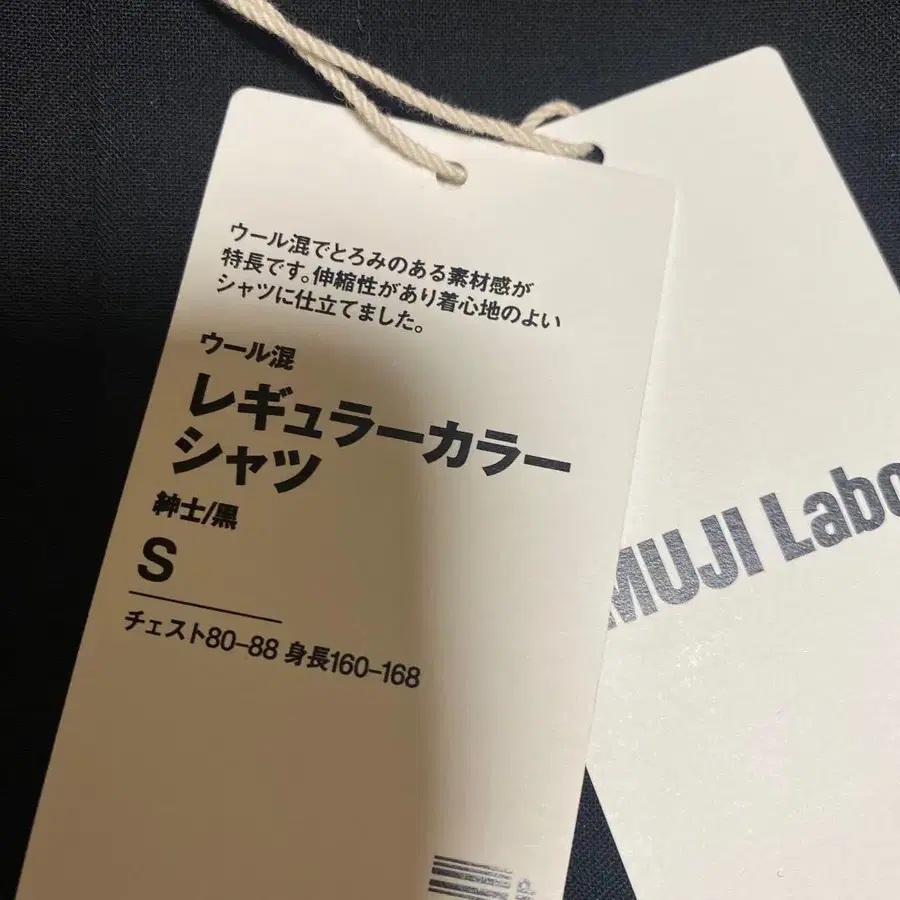 ウール混でとろみのある素材感が
特長です。伸縮性があり着心地のよい
シャツに仕立てました。
ウール混
レギュラーカラー
シャツ
紳士/黒
S
チェスト80-88 身長160-168
MUJI Labo